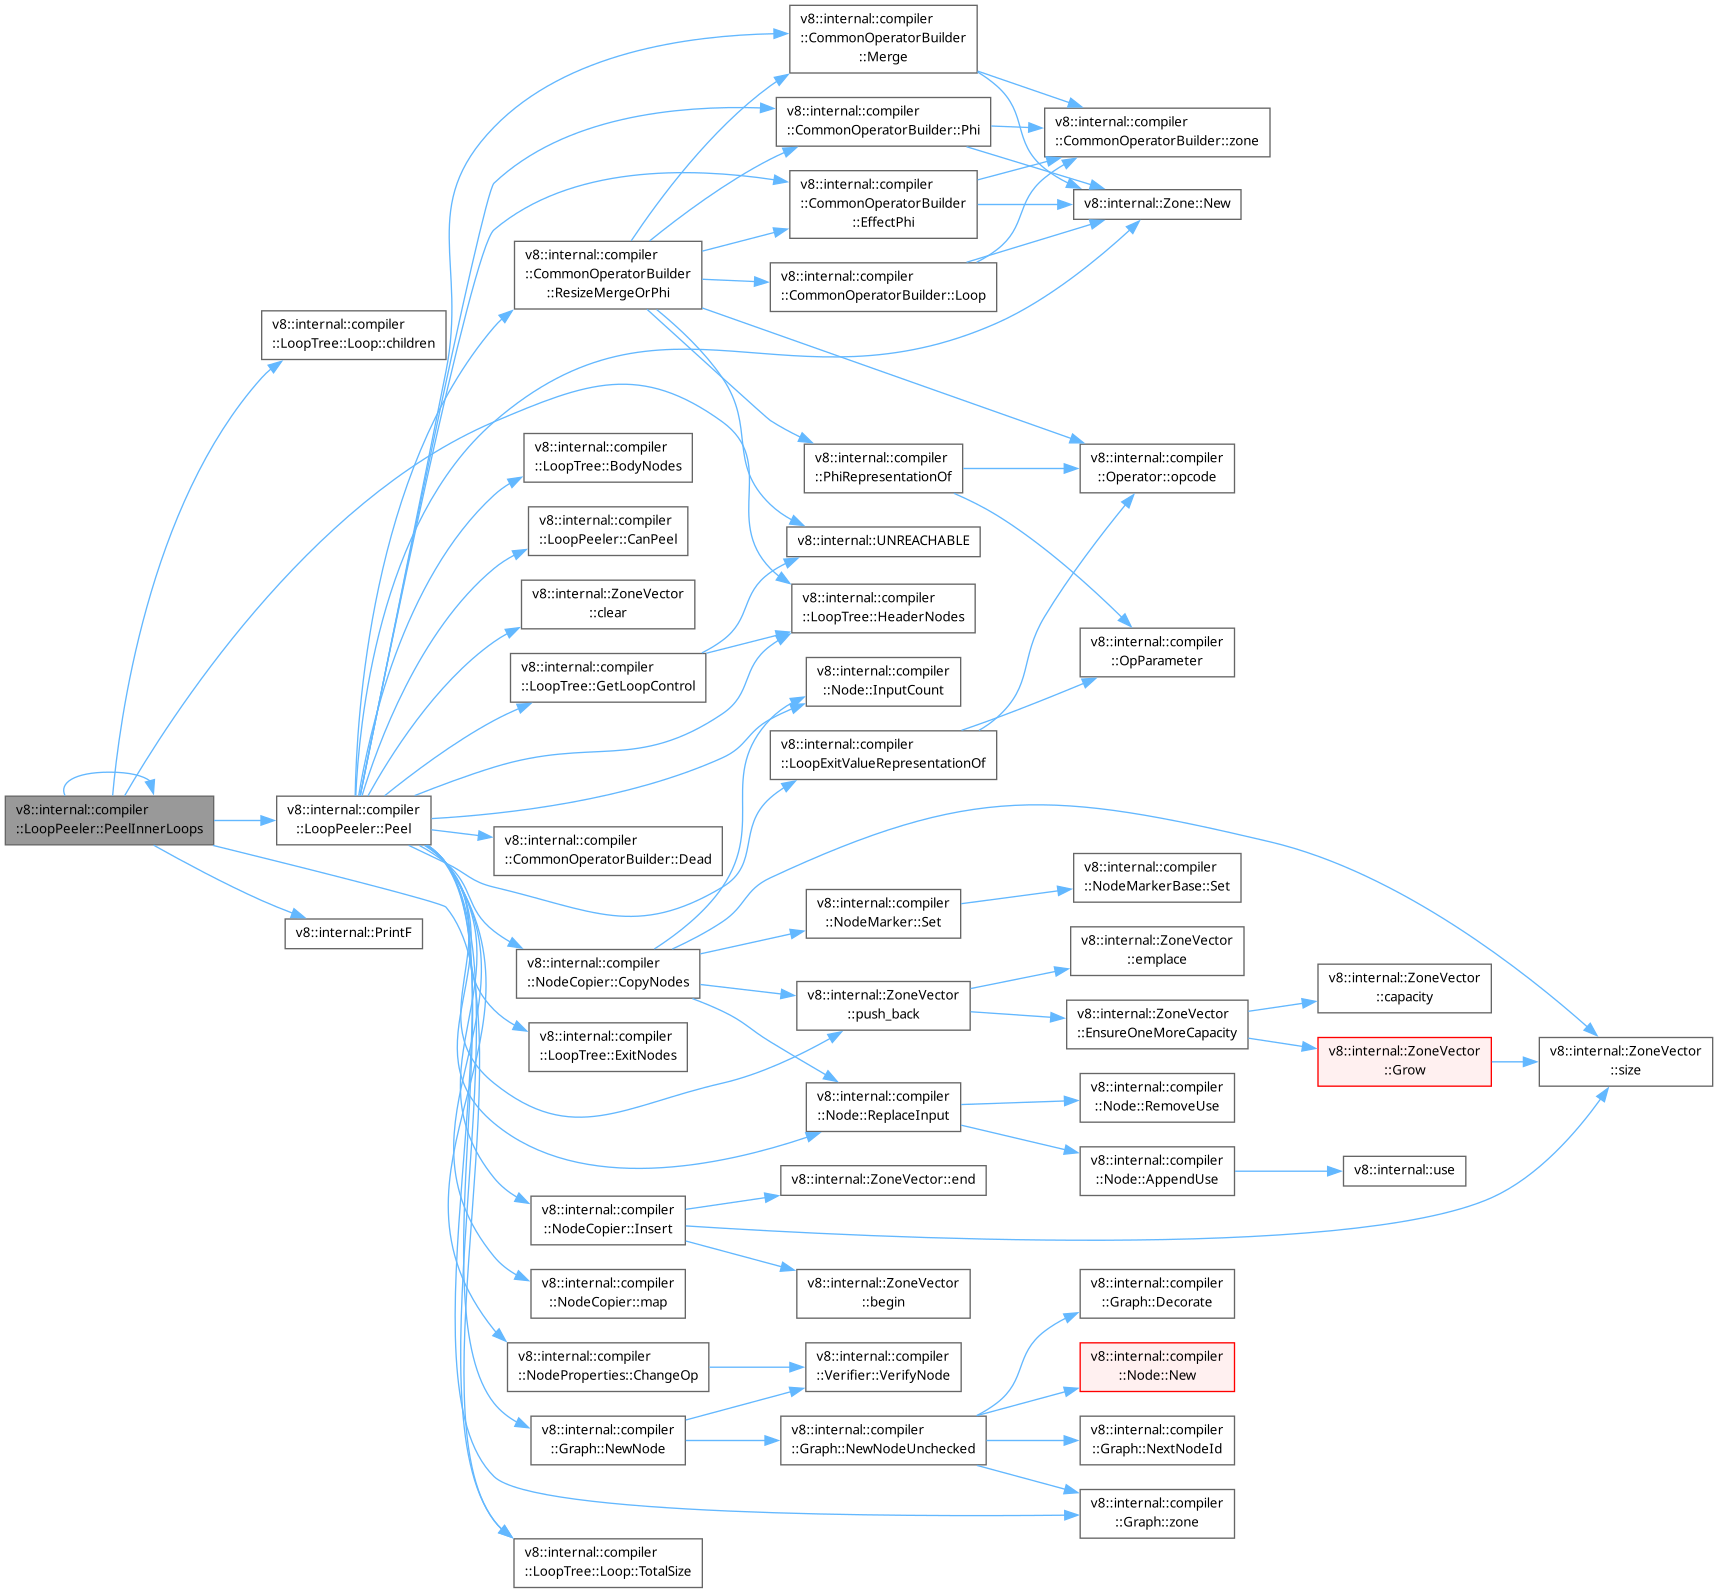 v8::internal::compiler
::LoopPeeler::PeelInnerLoops
v8::internal::compiler
::LoopTree::Loop::children
v8::internal::compiler
::LoopPeeler::Peel
v8::internal::PrintF
v8::internal::compiler
::CommonOperatorBuilder
::ResizeMergeOrPhi
v8::internal::compiler
::LoopTree::BodyNodes
v8::internal::compiler
::LoopPeeler::CanPeel
v8::internal::ZoneVector
::clear
v8::internal::compiler
::LoopTree::GetLoopControl
v8::internal::compiler
::CommonOperatorBuilder::Dead
v8::internal::compiler
::NodeCopier::CopyNodes
v8::internal::compiler
::LoopTree::ExitNodes
v8::internal::compiler
::NodeCopier::Insert
v8::internal::compiler
::NodeCopier::map
v8::internal::compiler
::NodeProperties::ChangeOp
v8::internal::compiler
::Graph::NewNode
v8::internal::compiler
::LoopTree::Loop::TotalSize
v8::internal::compiler
::CommonOperatorBuilder
::Merge
v8::internal::compiler
::CommonOperatorBuilder::Phi
v8::internal::compiler
::CommonOperatorBuilder
::EffectPhi
v8::internal::compiler
::CommonOperatorBuilder::Loop
v8::internal::compiler
::PhiRepresentationOf
v8::internal::UNREACHABLE
v8::internal::compiler
::LoopTree::HeaderNodes
v8::internal::compiler
::Node::InputCount
v8::internal::compiler
::LoopExitValueRepresentationOf
v8::internal::compiler
::NodeMarker::Set
v8::internal::ZoneVector
::push_back
v8::internal::compiler
::Node::ReplaceInput
v8::internal::ZoneVector::end
v8::internal::ZoneVector
::begin
v8::internal::compiler
::Verifier::VerifyNode
v8::internal::compiler
::Graph::NewNodeUnchecked
v8::internal::compiler
::CommonOperatorBuilder::zone
v8::internal::Zone::New
v8::internal::compiler
::Operator::opcode
v8::internal::compiler
::OpParameter
v8::internal::compiler
::NodeMarkerBase::Set
v8::internal::ZoneVector
::emplace
v8::internal::ZoneVector
::EnsureOneMoreCapacity
v8::internal::compiler
::Node::RemoveUse
v8::internal::compiler
::Node::AppendUse
v8::internal::compiler
::Graph::Decorate
v8::internal::compiler
::Node::New
v8::internal::compiler
::Graph::NextNodeId
v8::internal::compiler
::Graph::zone
v8::internal::ZoneVector
::capacity
v8::internal::ZoneVector
::Grow
v8::internal::use
v8::internal::ZoneVector
::size